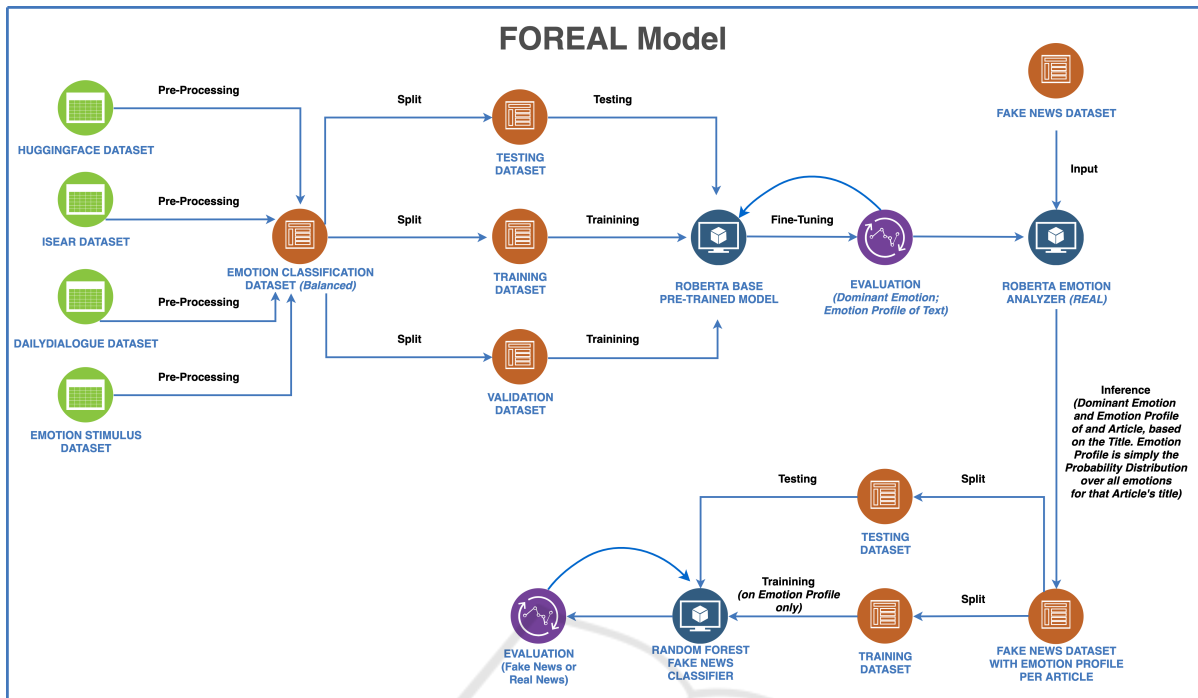 FOREAL Model
Pre-Processing
HUGGINGFACE DATASET
Pre-Processing
ISEAR DATASET
Pre-Processing
DAILYDIALOGUE DATASET
Pre-Processing
EMOTION STIMULUS
DATASET
EMOTION CLASSIFICATION
DATASET (Balanced)
Split
TESTING
DATASET
Testing
Split
TRAINING
DATASET
Trainining
Split
VALIDATION
DATASET
Trainining
ROBERTA BASE
PRE-TRAINED MODEL
Fine-Tuning
EVALUATION
(Dominant Emotion;
Emotion Profile of Text)
FAKE NEWS DATASET
Input
ROBERTA EMOTION
ANALYZER (REAL)
Inference
(Dominant Emotion
and Emotion Profile
of and Article, based
on the Title. Emotion
Profile is simply the
Probability Distribution
over all emotions
for that Article's title)
Testing
Split
TESTING
DATASET
Trainining
(on Emotion Profile
only)
Split
EVALUATION
(Fake News or
Real News)
RANDOM FOREST
FAKE NEWS
CLASSIFIER
TRAINING
DATASET
FAKE NEWS DATASET
WITH EMOTION PROFILE
PER ARTICLE